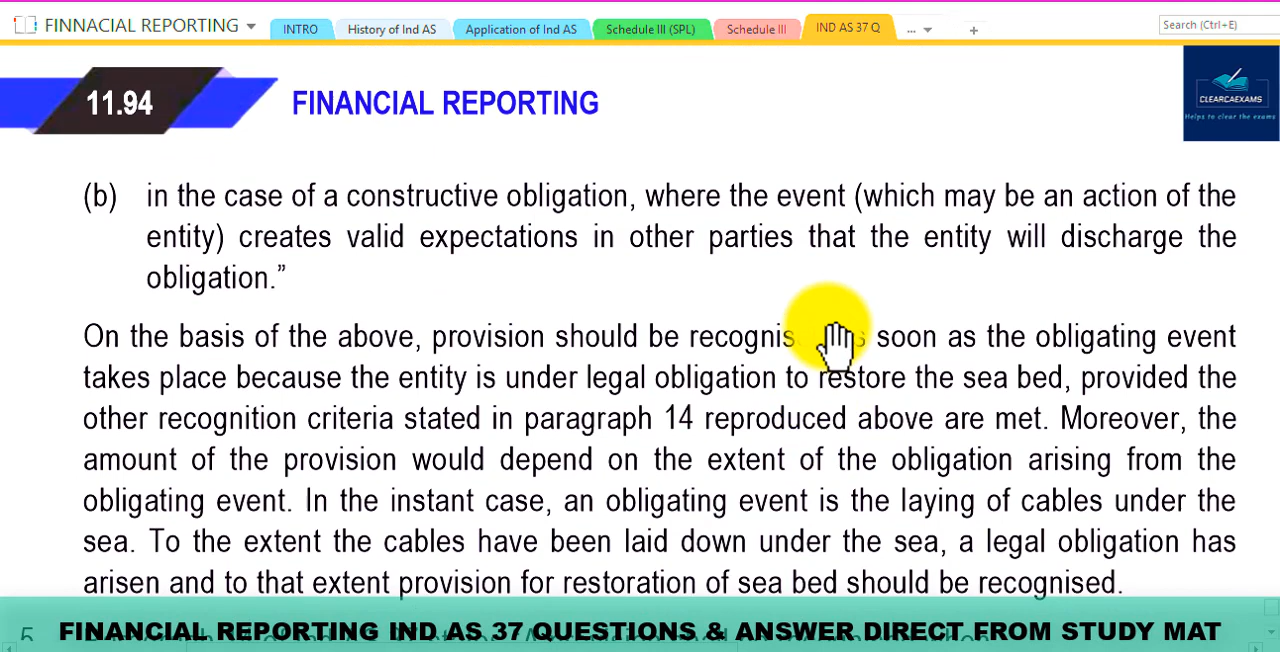 FINNACIAL REPORTING
INTRO
History of Ind AS
Application of Ind AS
Schedule III (SPL)
Schedule III
IND AS 37 Q
...
Search (Ctrl+E)
11.94
FINANCIAL REPORTING
CLEARCAEXAMS
Helps to clear the exams
(b) in the case of a constructive obligation, where the event (which may be an action of the
entity) creates valid expectations in other parties that the entity will discharge the
obligation.”
On the basis of the above, provision should be recognis soon as the obligating event
takes place because the entity is under legal obligation to restore the sea bed, provided the
other recognition criteria stated in paragraph 14 reproduced above are met. Moreover, the
amount of the provision would depend on the extent of the obligation arising from the
obligating event. In the instant case, an obligating event is the laying of cables under the
sea. To the extent the cables have been laid down under the sea, a legal obligation has
arisen and to that extent provision for restoration of sea bed should be recognised.
5
FINANCIAL REPORTING IND AS 37 QUESTIONS & ANSWER DIRECT FROM STUDY MAT